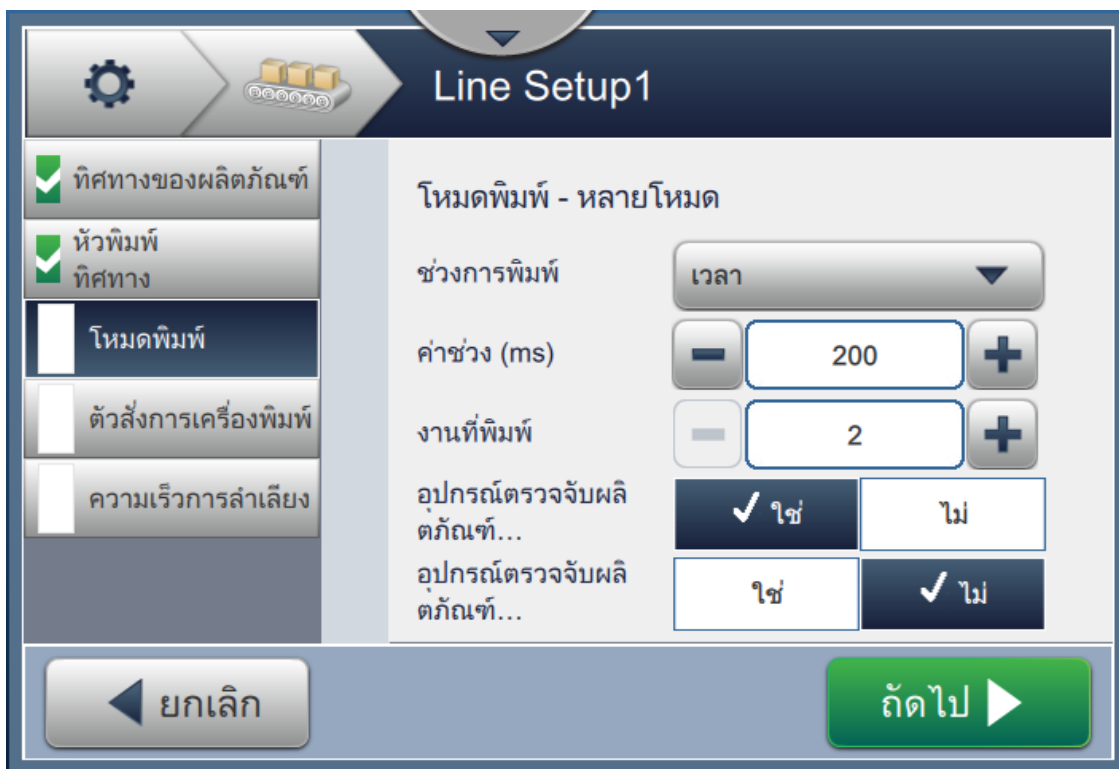 Line Setup1
ทิศทางของผลิตภัณฑ์
หัวพิมพ์
ทิศทาง
โหมดพิมพ์
ตัวสั่งการเครื่องพิมพ์
ความเร็วการลำเลียง
โหมดพิมพ์ - หลายโหมด
ช่วงการพิมพ์
เวลา
ค่าช่วง (ms)
200
งานที่พิมพ์
2
อุปกรณ์ตรวจจับผลิ
ตภัณฑ์...
ใช่
ไม่
อุปกรณ์ตรวจจับผลิ
ตภัณฑ์...
ใช่
ไม่
ยกเลิก
ถัดไป